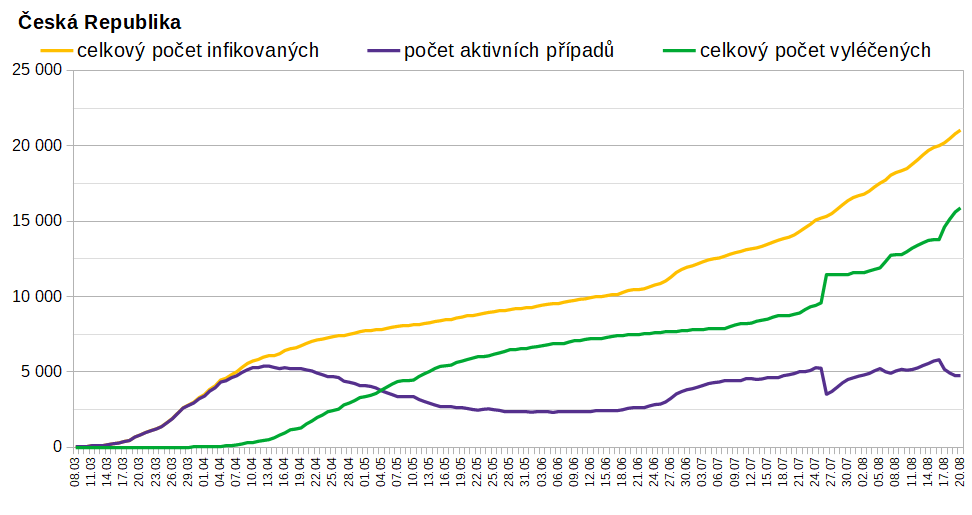 Česká Republika
celkový počet infikovaných počet aktivních případů celkový počet vyléčených
25 000
20 000
15 000
10 000
5 000
0
08.03 11.03 14.03 17.03 20.03 23.03 26.03 29.03 01.04 04.04 07.04 10.04 13.04 16.04 19.04 22.04 25.04 28.04 01.05 04.05 07.05 10.05 13.05 16.05 19.05 22.05 25.05 28.05 31.05 03.06 06.06 09.06 12.06 15.06 18.06 21.06 24.06 27.06 30.06 03.07 06.07 09.07 12.07 15.07 18.07 21.07 24.07 27.07 30.07 02.08 05.08 08.08 11.08 14.08 17.08 20.08